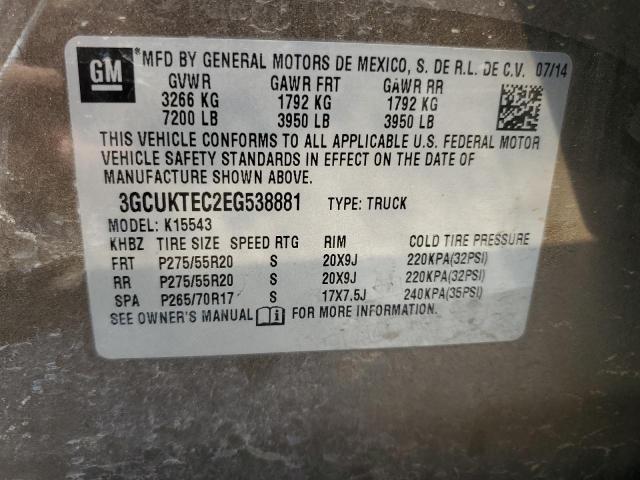 GM
*MFD BY GENERAL MOTORS DE MEXICO, S. DE R.L. DE C.V. 07/14
GVWR GAWR FRT GAWR RR
3266 KG 1792 KG 1792 KG
7200 LB 3950 LB 3950 LB
THIS VEHICLE CONFORMS TO ALL APPLICABLE U.S. FEDERAL MOTOR
VEHICLE SAFETY STANDARDS IN EFFECT ON THE DATE OF
MANUFACTURE SHOWN ABOVE.
3GCUKTEC2EG538881 TYPE: TRUCK
MODEL: K15543
KHBZ TIRE SIZE SPEED RTG RIM COLD TIRE PRESSURE
FRT P275/55R20 S 20X9J 220KPA(32PSI)
RR P275/55R20 S 20X9J 220KPA(32PSI)
SPA P265/70R17 S 17X7.5J 240KPA(35PSI)
SEE OWNER'S MANUAL i FOR MORE INFORMATION.